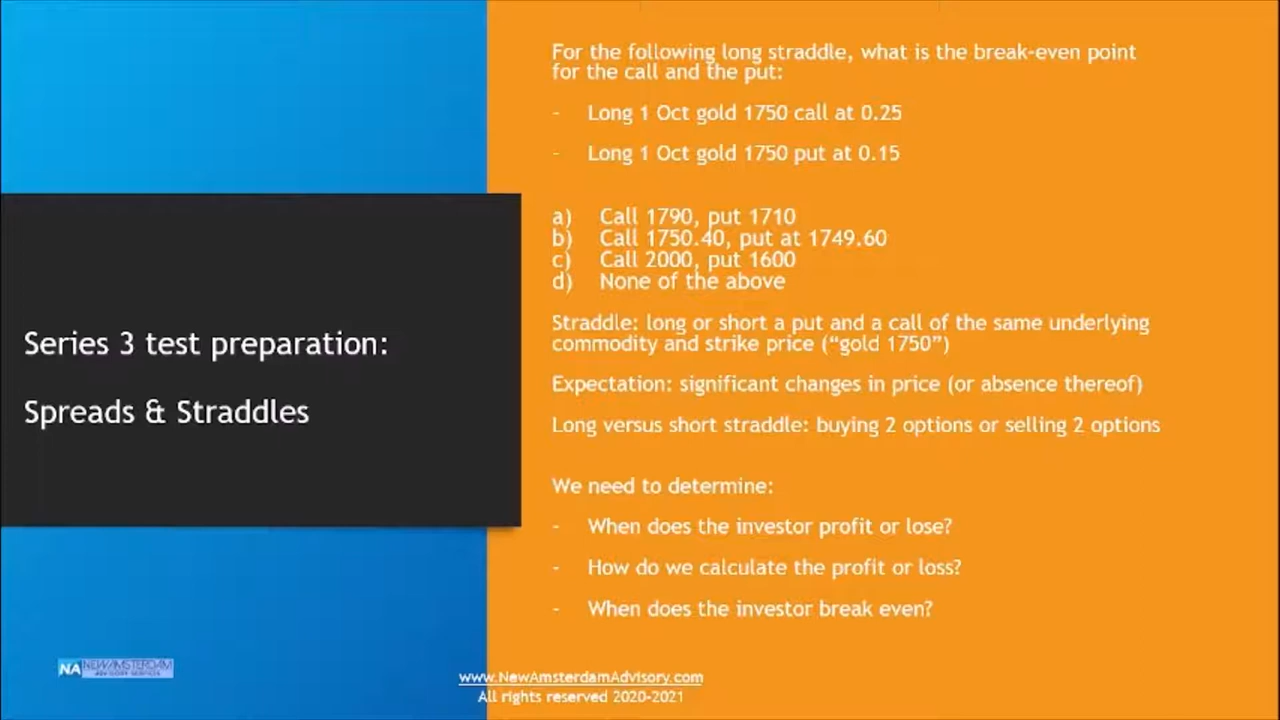 For the following long straddle, what is the break-even point
for the call and the put:
- Long 1 Oct gold 1750 call at 0.25
- Long 1 Oct gold 1750 put at 0.15
a) Call 1790, put 1710
b) Call 1750.40, put at 1749.60
c) Call 2000, put 1600
d) None of the above
Straddle: long or short a put and a call of the same underlying
commodity and strike price (“gold 1750”)
Expectation: significant changes in price (or absence thereof)
Long versus short straddle: buying 2 options or selling 2 options
We need to determine:
- When does the investor profit or lose?
- How do we calculate the profit or loss?
- When does the investor break even?
Series 3 test preparation:
Spreads & Straddles
NA NEWAMSTERDAM
ADVISORY SERVICES
www.NewAmsterdamAdvisory.com
All rights reserved 2020-2021